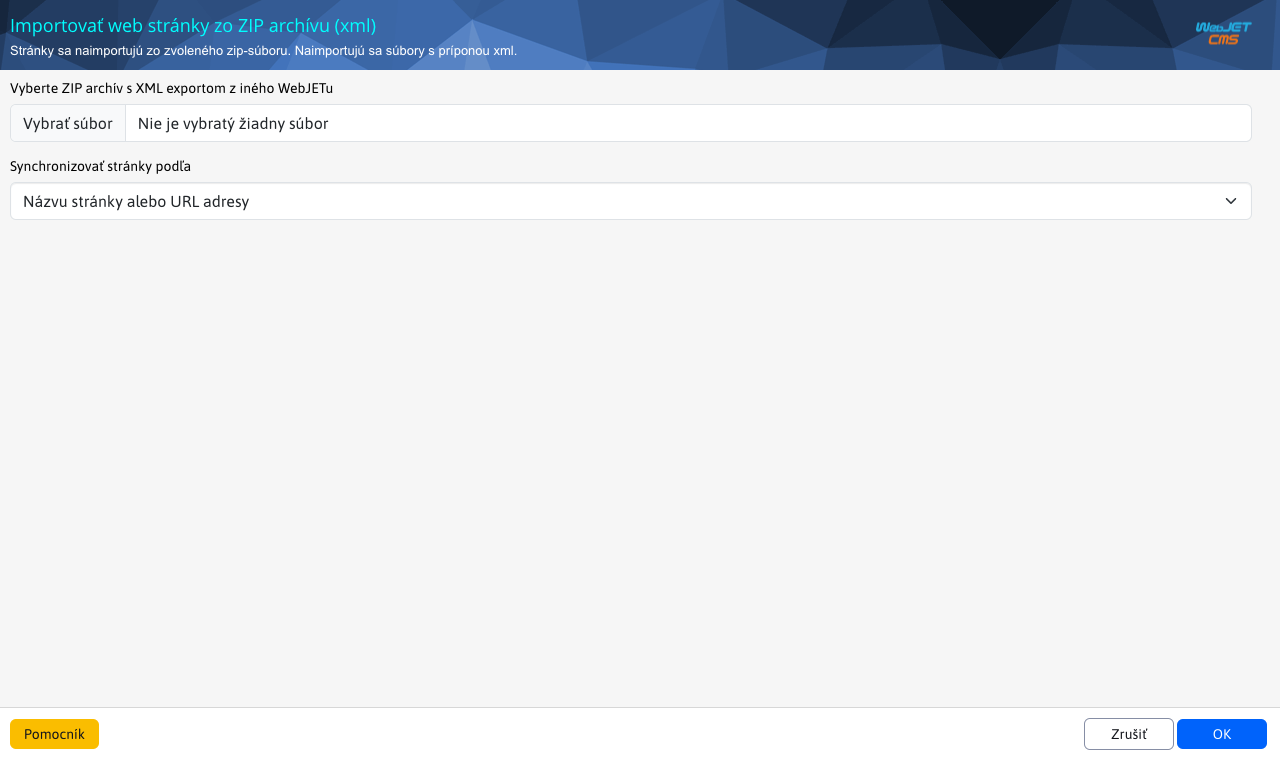 Importovať web stránky zo ZIP archívu (xml)
Stránky sa naimportujú zo zvoleného zip-súboru. Naimportujú sa súbory s príponou xml.
WebJET
CMS
Vyberte ZIP archív s XML exportom z iného WebJETu
Vybrať súbor Nie je vybratý žiadny súbor
Synchronizovať stránky podľa
Názvu stránky alebo URL adresy
Pomocník Zrušiť OK